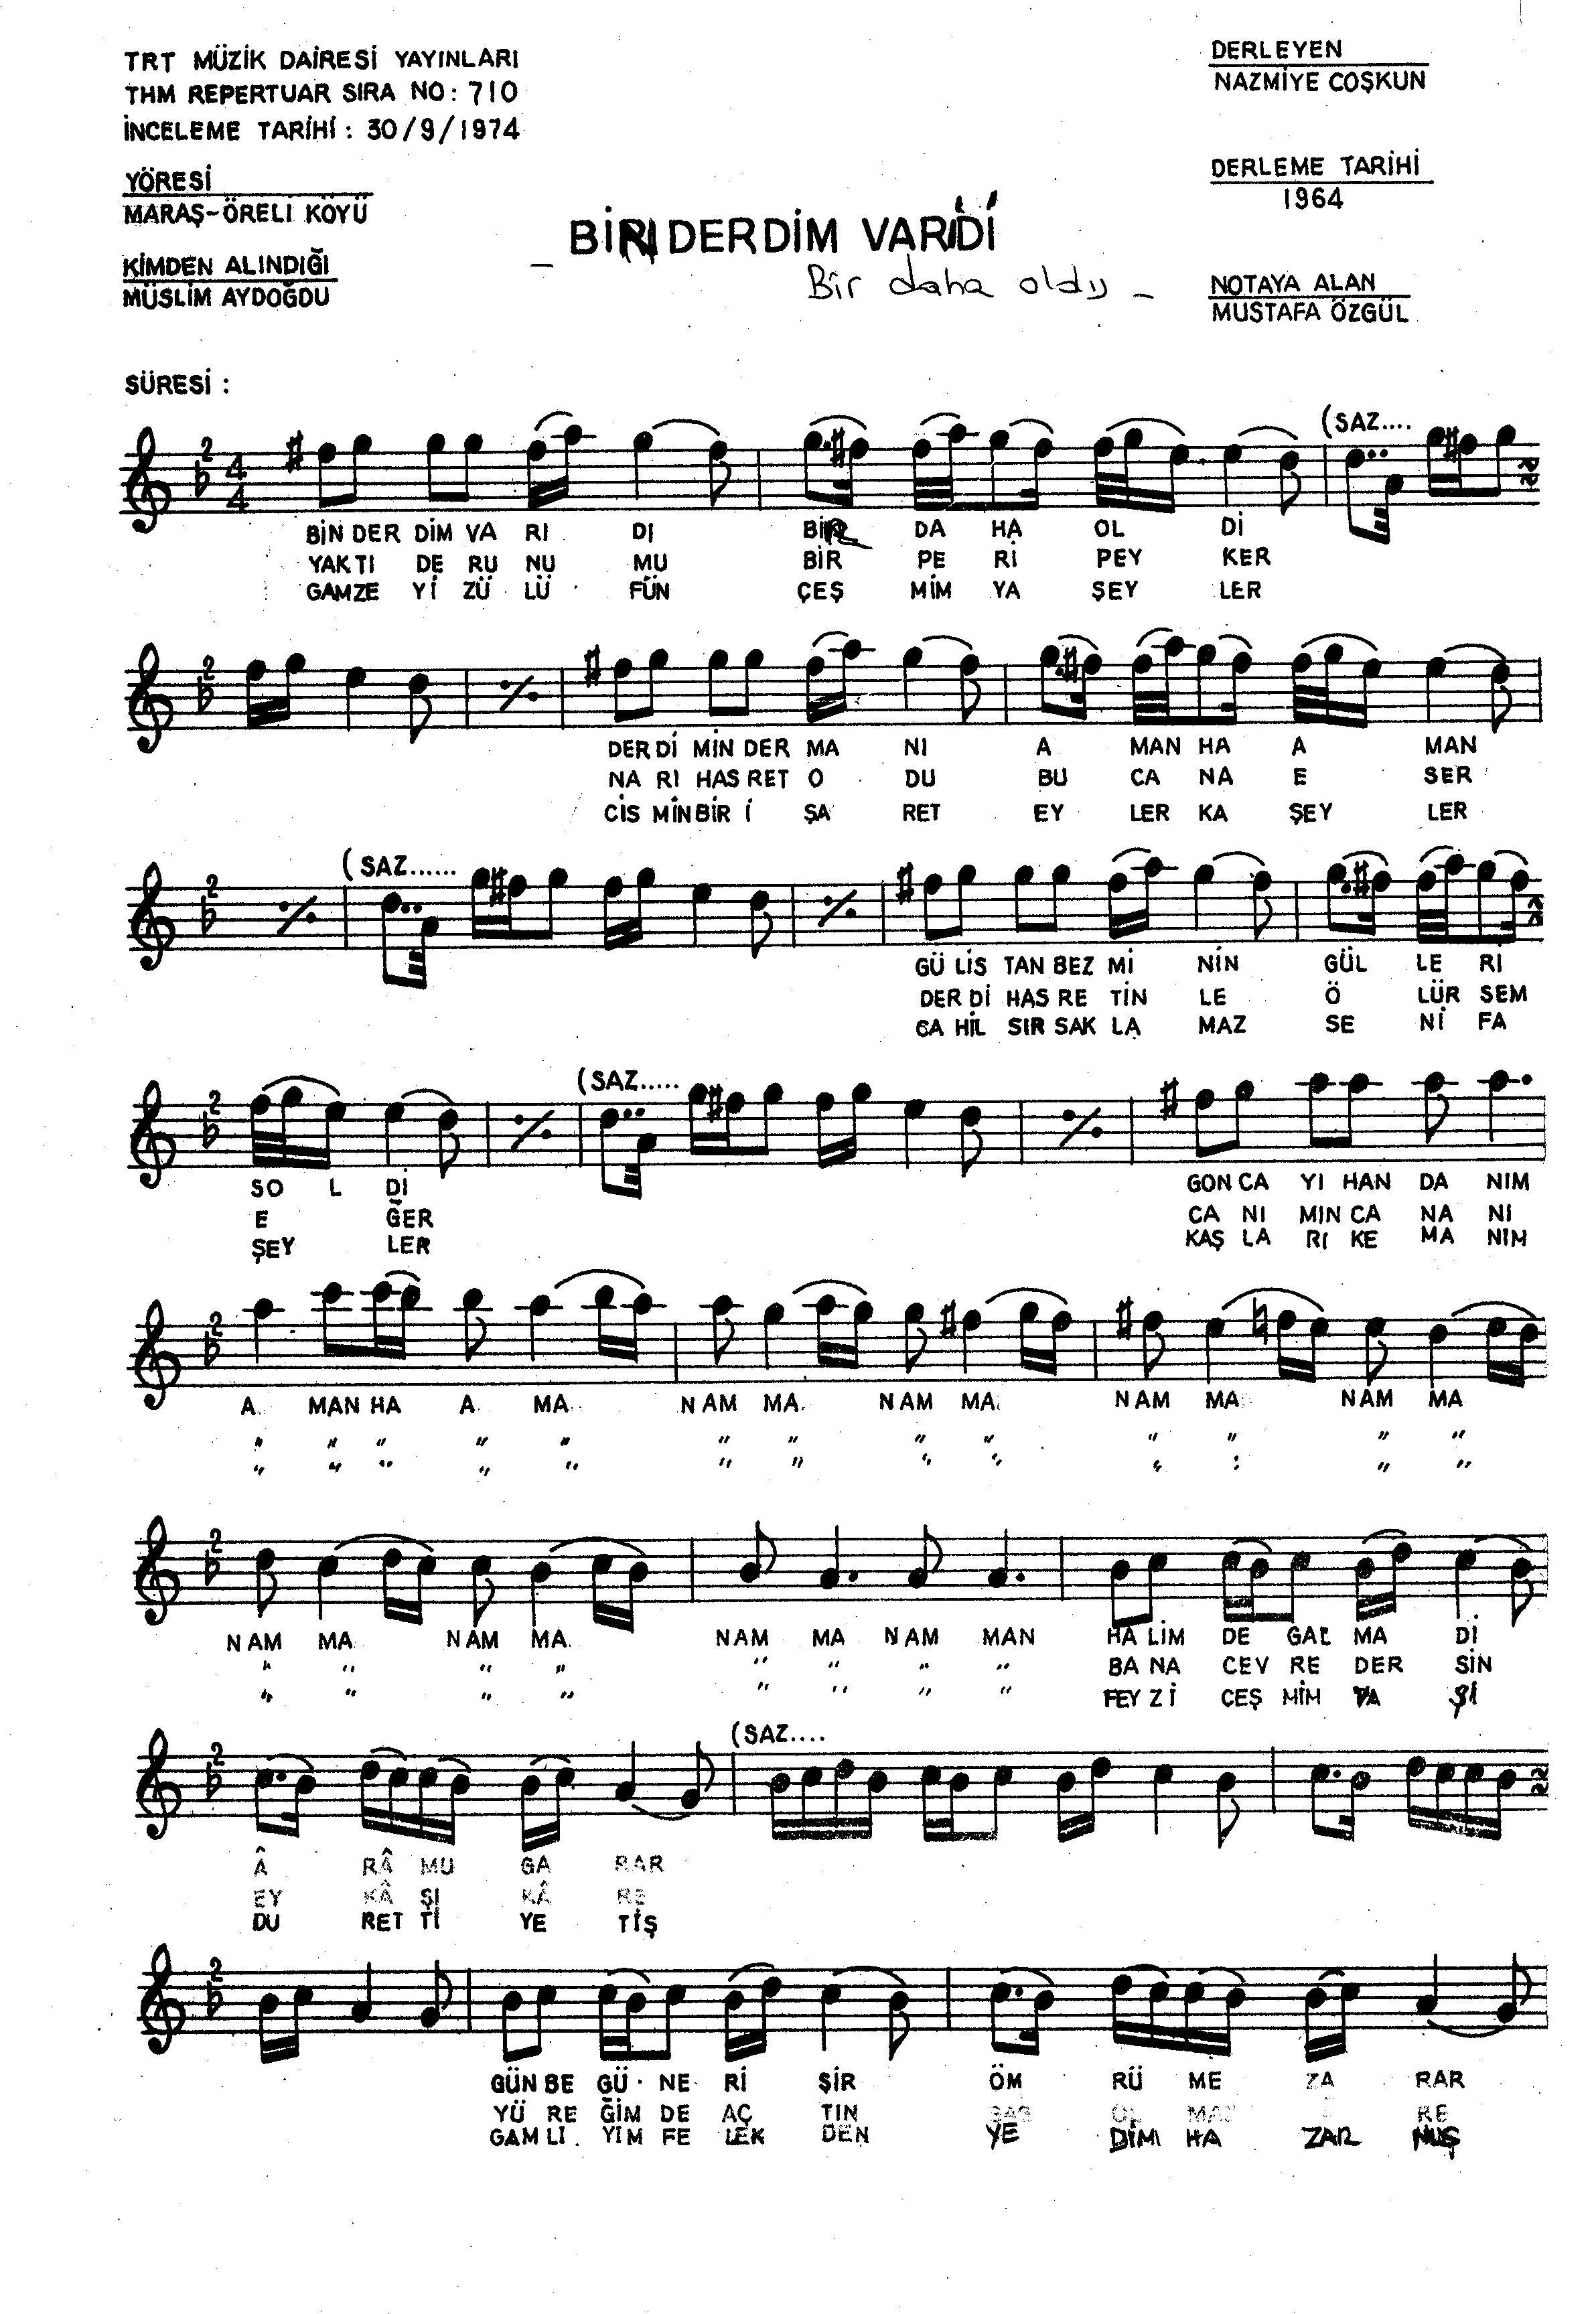 TRT MÜZİK DAİRESİ YAYINLARI
THM REPERTUAR SIRA NO: 710
İNCELEME TARİHİ: 30/9/1974
YÖRESİ
MARAŞ-ÖRELİ KÖYÜ
KİMDEN ALINDIĞI
MÜSLİM AYDOĞDU
SÜRESİ:
DERLEYEN
NAZMİYE COŞKUN
DERLEME TARİHİ
1964
NOTAYA ALAN
MUSTAFA ÖZGÜL
DERDİM VARİDİ
Bir daha oldu -
(SAZ....
2 4 4
BİN DER DİM VA RI DI BİR DA HA OL Dİ
YAK TI DE RU NU MU BİR PE Rİ PEY KER
GAMZE Yİ ZÜ LÜ FÜN ÇEŞ MİM YA ŞEY LER
2
DER Dİ MİN DER MA NI A MAN HA A MAN
NA RI HAS RET O DU BU CA NA E SER
CİS MİN BİR İ ŞA RET EY LER KA ŞEY LER
(SAZ......
2
GÜ LİS TAN BEZ Mİ NİN GÜL LE Rİ
DER Dİ HAS RE TİN LE Ö LÜR SEM
CA HİL SIR SAK LA MAZ SE Nİ FA
(SAZ.....
2
SO L Dİ GON CA YI HAN DA NIM
E ĞER CA NI MIN CA NA NI
ŞEY LER KAŞ LA RI KE MA NIM
2
A MAN HA A MA NAM MA NAM MA NAM MA NAM MA
" " " " " " " " " " " " "
" " " " " " " " " : " "
2
NAM MA NAM MA NAM MA NAM MAN HA LİM DE GAL MA Dİ
" " " " " " " " BA NA CEV RE DER SİN
" " " " " " " " FEY Zİ ÇEŞ MİM
(SAZ....
2
 RÂ MU GA RAR
EY KÂ ŞI KÂ RE
DU RET Tİ YE TİŞ
2
GÜN BE GÜ NE Rİ ŞİR ÖM RÜ ME ZA RAR
YÜ RE ĞİM DE AÇ TIN RE
GAM LI YIM FE LEK DEN YE DİM HA ZAR